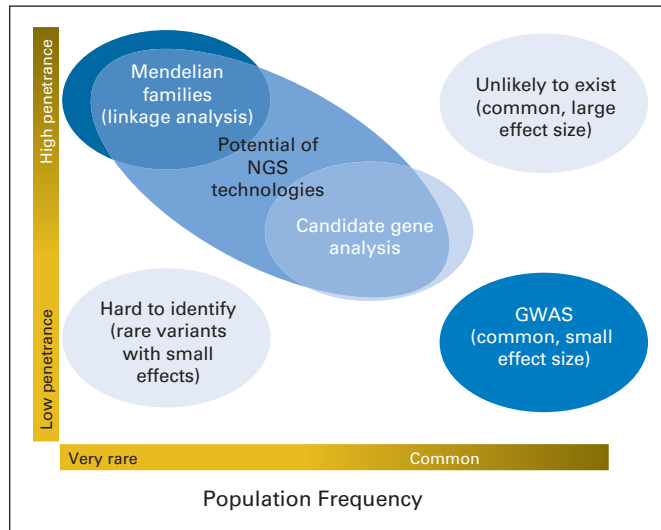 High penetrance
Low penetrance
Mendelian
families
(linkage analysis)
Potential of
NGS
technologies
Candidate gene
analysis
Unlikely to exist
(common, large
effect size)
Hard to identify
(rare variants
with small
effects)
GWAS
(common, small
effect size)
Very rare
Common
Population Frequency